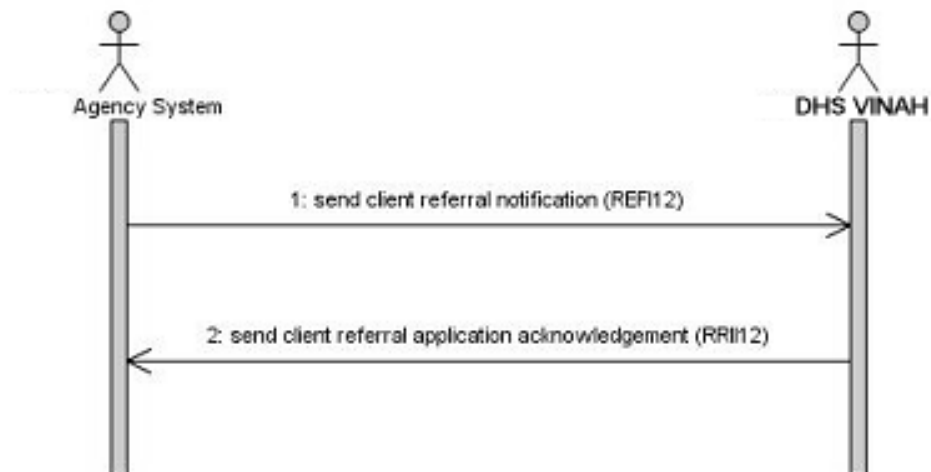 Agency System
DHS VINAH
1: send client referral notification (REFI12)
2: send client referral application acknowledgement (RRII12)